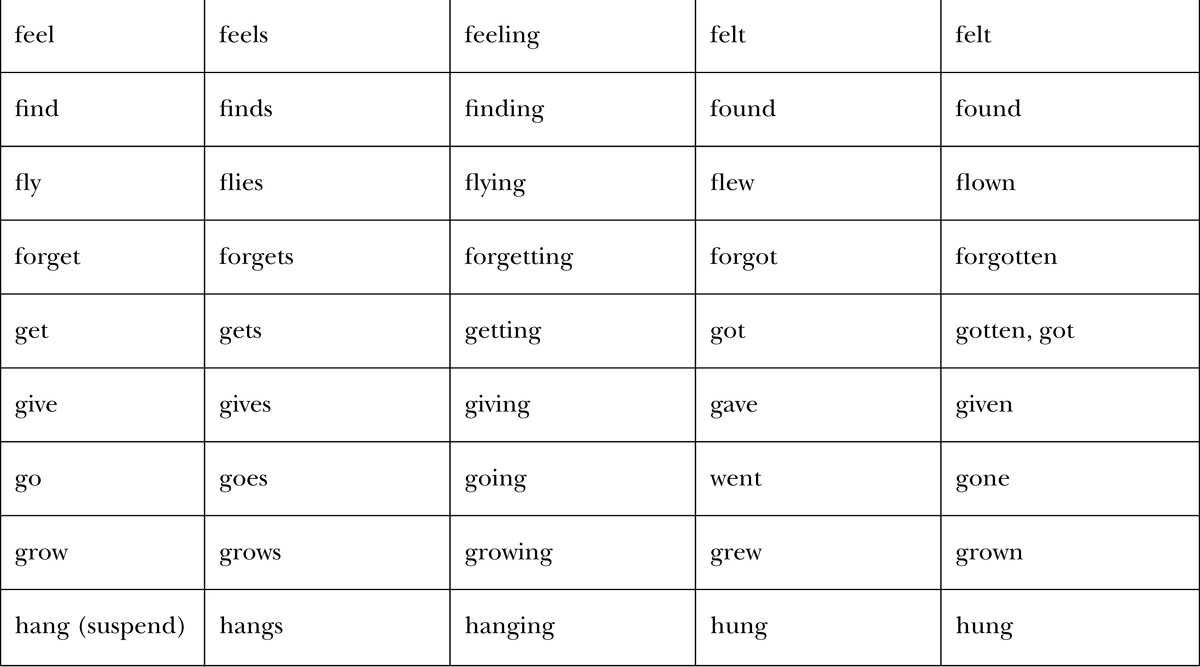 feel feels feeling felt felt
find finds finding found found
fly flies flying flew flown
forget forgets forgetting forgot forgotten
get gets getting got gotten, got
give gives giving gave given
go goes going went gone
grow grows growing grew grown
hang (suspend) hangs hanging hung hung